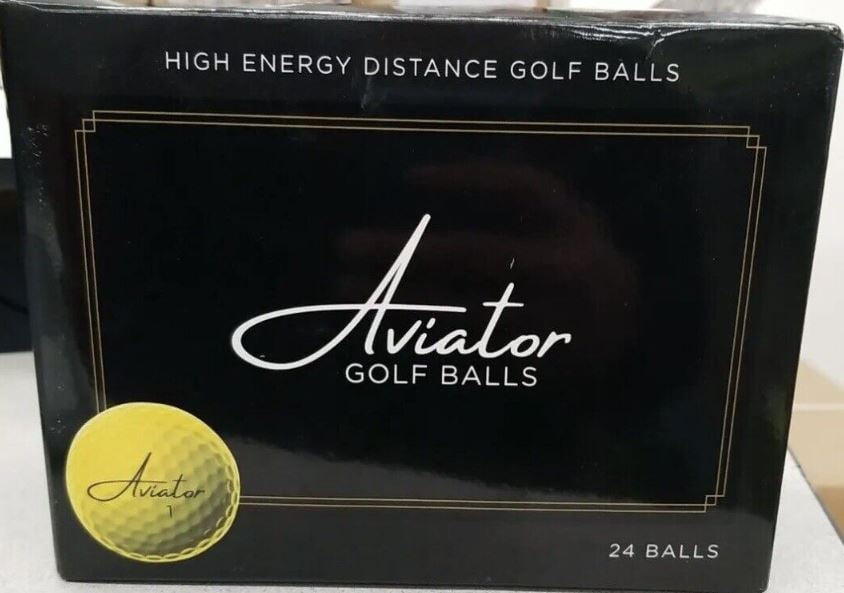 HIGH ENERGY DISTANCE GOLF BALLS
Aviator
GOLF BALLS
Aviator
1
24 BALLS